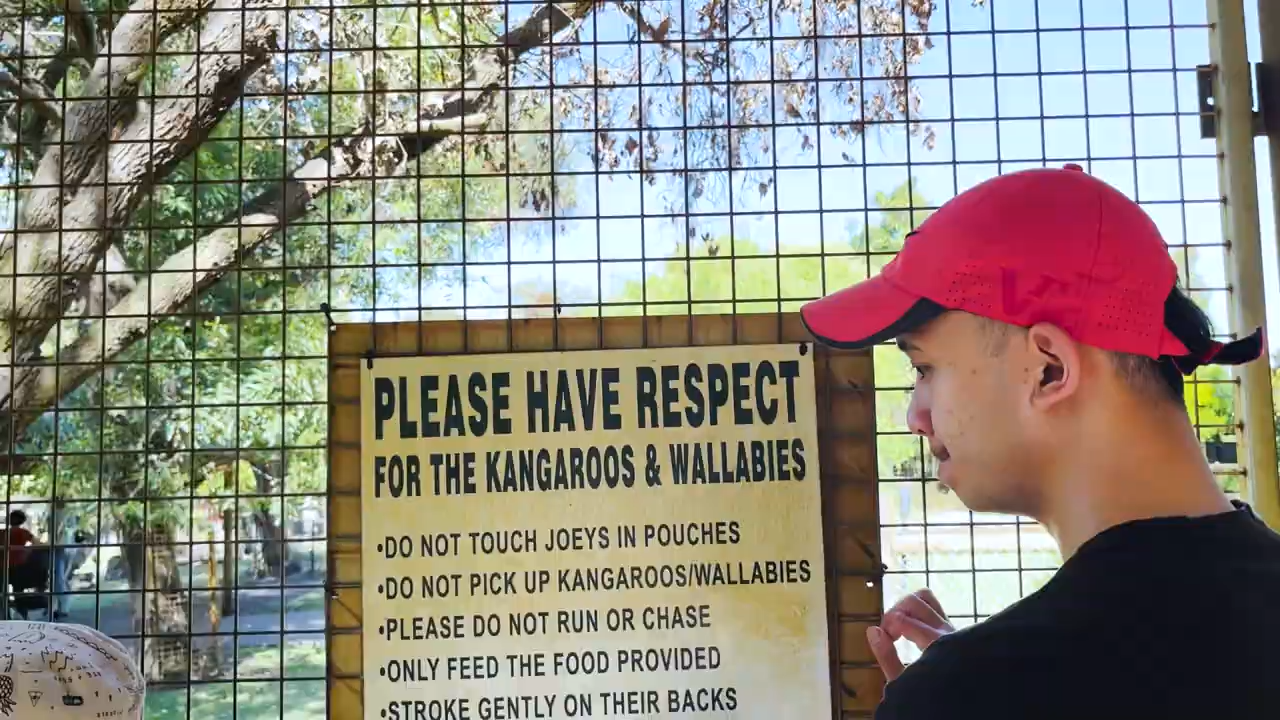 PLEASE HAVE RESPECT
FOR THE KANGAROOS & WALLABIES
•DO NOT TOUCH JOEYS IN POUCHES
•DO NOT PICK UP KANGAROOS/WALLABIES
•PLEASE DO NOT RUN OR CHASE
•ONLY FEED THE FOOD PROVIDED
•STROKE GENTLY ON THEIR BACKS